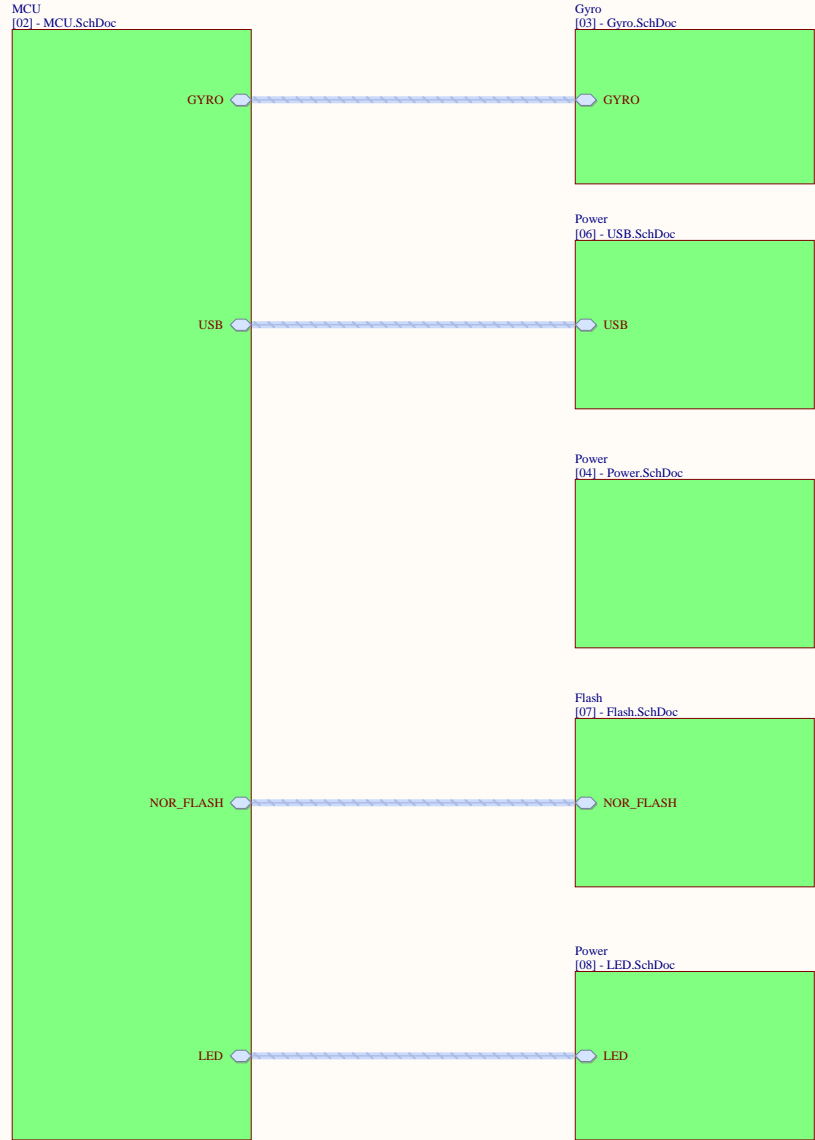 MCU
[02] - MCU.SchDoc
GYRO
USB
NOR_FLASH
LED
Gyro
[03] - Gyro.SchDoc
GYRO
Power
[06] - USB.SchDoc
USB
Power
[04] - Power.SchDoc
Flash
[07] - Flash.SchDoc
NOR_FLASH
Power
[08] - LED.SchDoc
LED